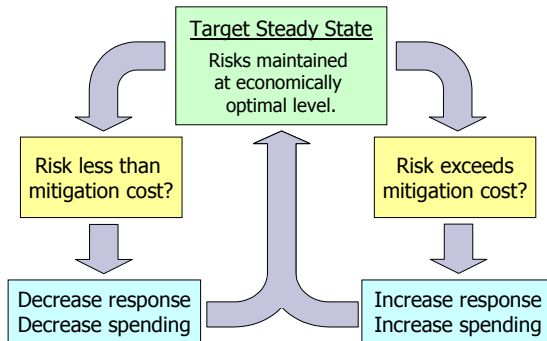 Target Steady State
Risks maintained
at economically
optimal level.
Risk less than
mitigation cost?
Risk exceeds
mitigation cost?
Decrease response
Decrease spending
Increase response
Increase spending